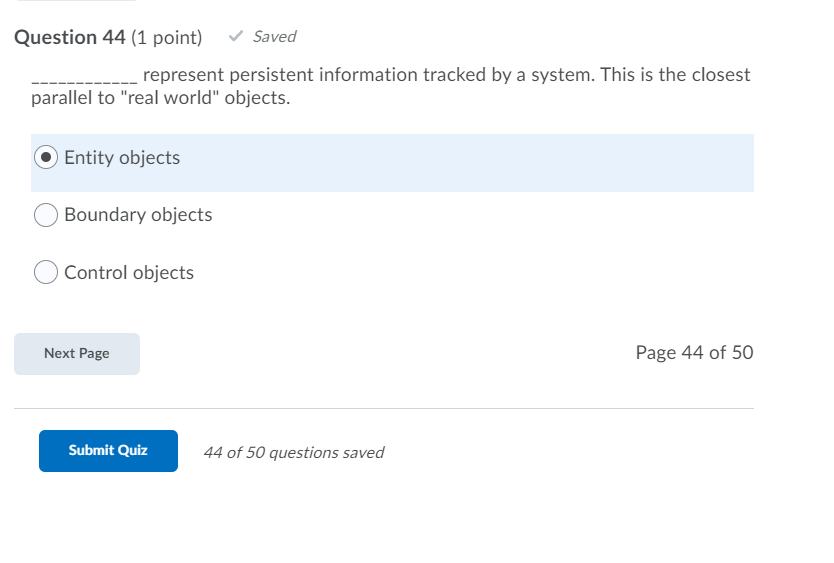 Question 44 (1 point) Saved
____________ represent persistent information tracked by a system. This is the closest
parallel to "real world" objects.
Entity objects
Boundary objects
Control objects
Next Page Page 44 of 50
Submit Quiz 44 of 50 questions saved